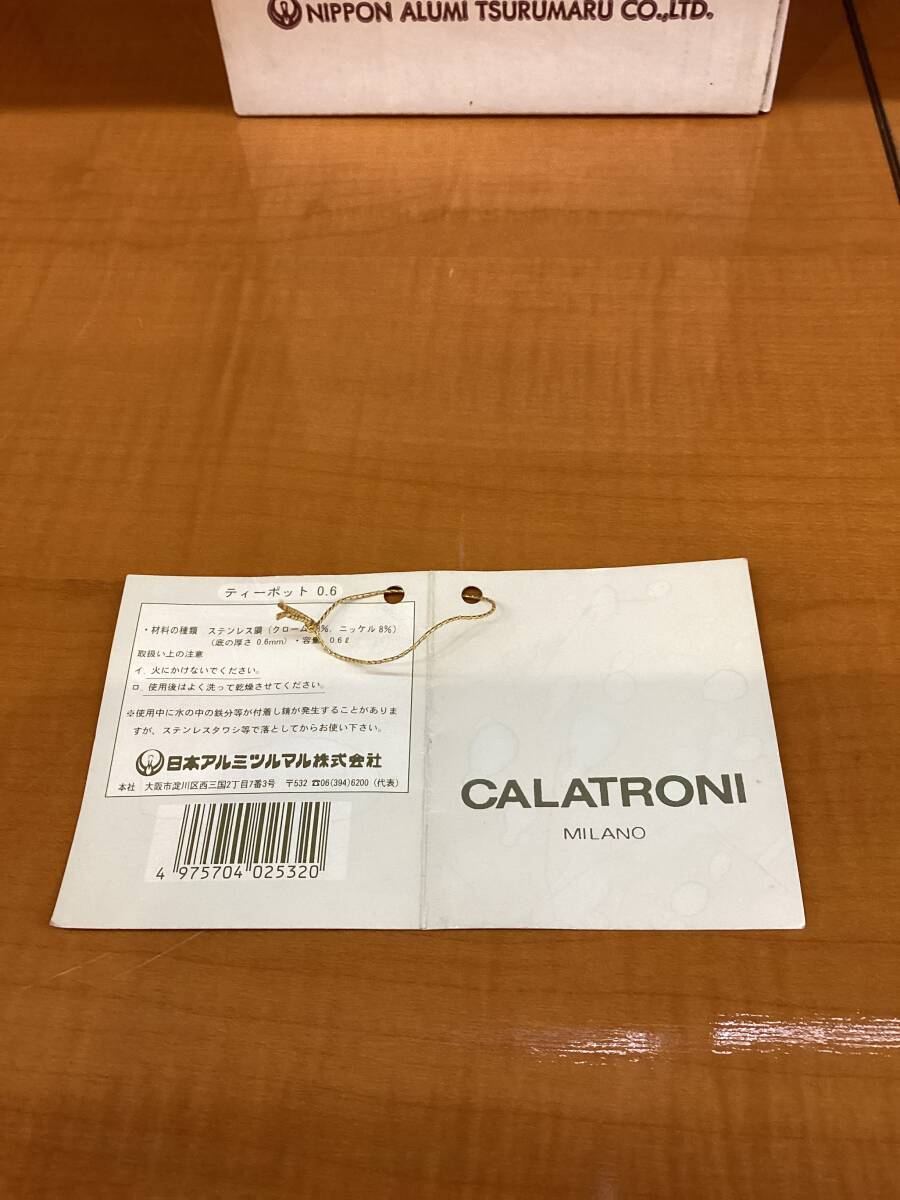 NIPPON ALUMI TSURUMARU CO.,LTD.
ティーポット 0.6
・材料の種類 ステンレス鋼 (クローム 8%、ニッケル8%)
(底の厚さ 0.6mm)・容量 0.6ℓ
取扱い上の注意
イ. 火にかけないでください。
ロ. 使用後はよく洗って乾燥させてください。
※使用中に水の中の鉄分等が付着し錆が発生することがありま
すが、ステンレスタワシ等で落としてからお使い下さい。
日本アルミツルマル株式会社
本社 大阪市淀川区西三国2丁目7番3号 〒532 ☎06(394)6200 (代表)
4 975704 025320
CALATRONI
MILANO